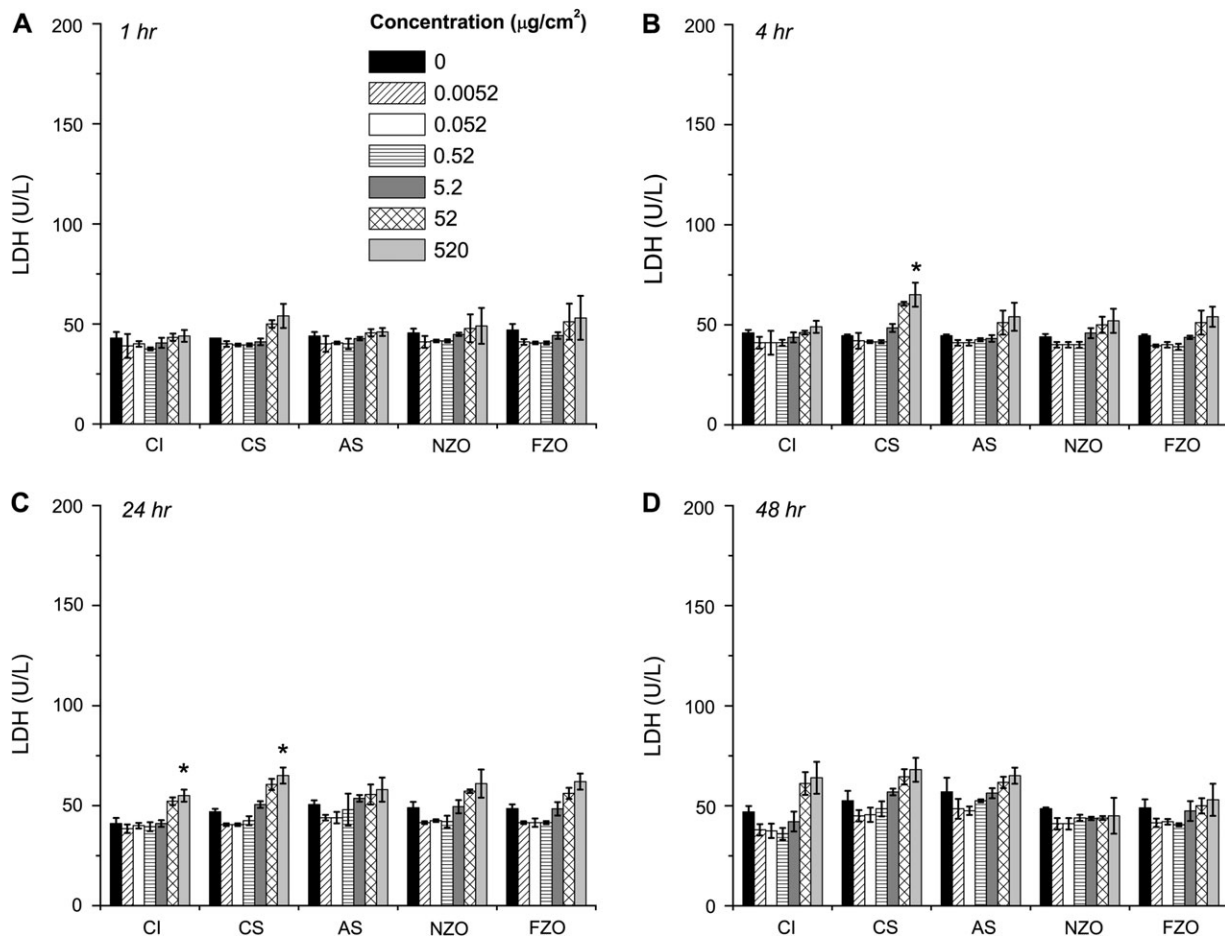 A
1 hr
Concentration (μg/cm²)
0
0.0052
0.052
0.52
5.2
52
520
200
150
100
50
0
LDH (U/L)
CI CS AS NZO FZO
B
4 hr
200
150
100
50
0
LDH (U/L)
*
CI CS AS NZO FZO
C
24 hr
200
150
100
50
0
LDH (U/L)
* *
CI CS AS NZO FZO
D
48 hr
200
150
100
50
0
LDH (U/L)
CI CS AS NZO FZO